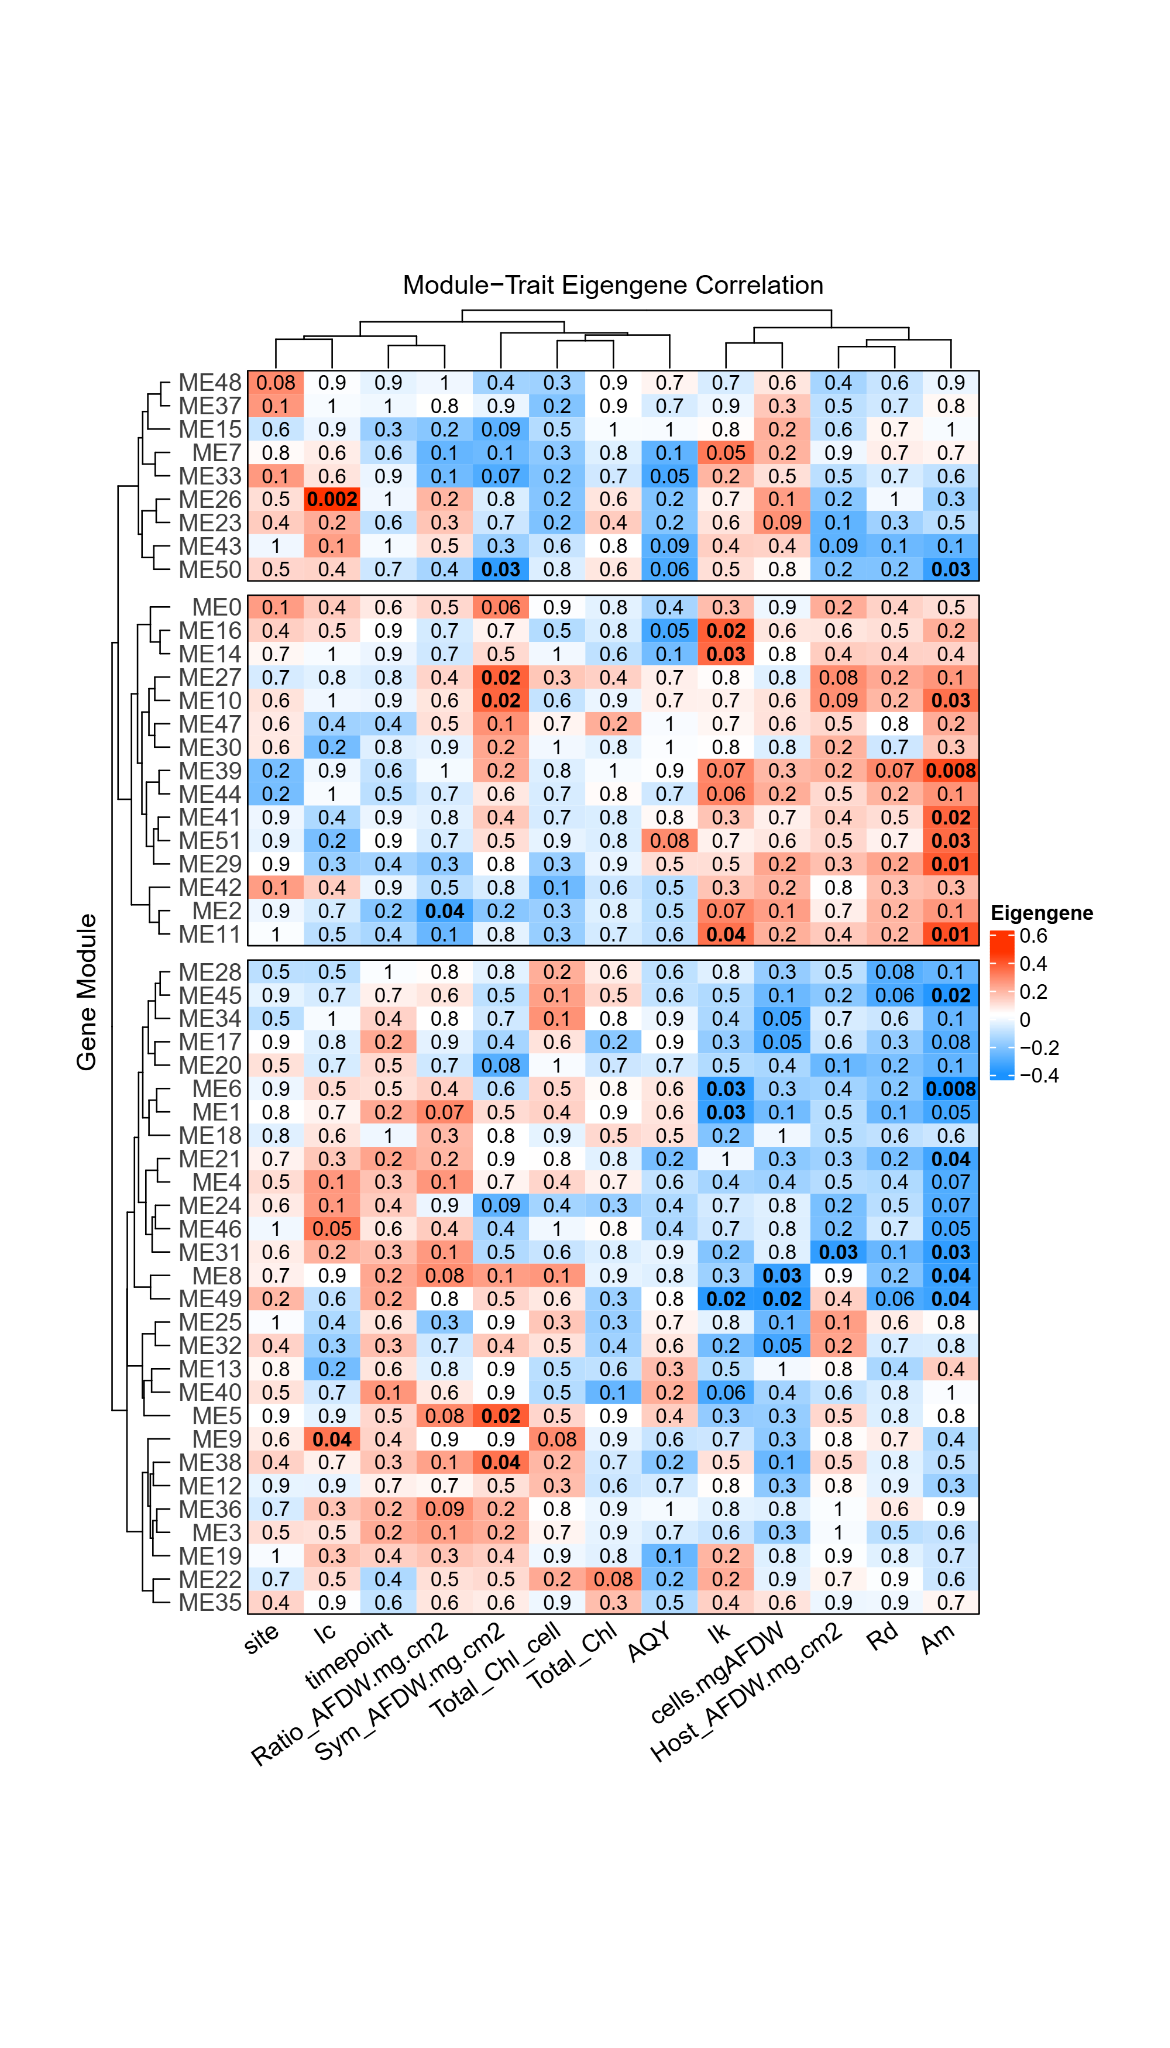 Module−Trait Eigengene Correlation
ME48 0.08 0.9 0.9 1 0.4 0.3 0.9 0.7 0.7 0.6 0.4 0.6 0.9
ME37 0.1 1 1 0.8 0.9 0.2 0.9 0.7 0.9 0.3 0.5 0.7 0.8
ME15 0.6 0.9 0.3 0.2 0.09 0.5 1 1 0.8 0.2 0.6 0.7 1
ME7 0.8 0.6 0.6 0.1 0.1 0.3 0.8 0.1 0.05 0.2 0.9 0.7 0.7
ME33 0.1 0.6 0.9 0.1 0.07 0.2 0.7 0.05 0.2 0.5 0.5 0.7 0.6
ME26 0.5 0.002 1 0.2 0.8 0.2 0.6 0.2 0.7 0.1 0.2 1 0.3
ME23 0.4 0.2 0.6 0.3 0.7 0.2 0.4 0.2 0.6 0.09 0.1 0.3 0.5
ME43 1 0.1 1 0.5 0.3 0.6 0.8 0.09 0.4 0.4 0.09 0.1 0.1
ME50 0.5 0.4 0.7 0.4 0.03 0.8 0.6 0.06 0.5 0.8 0.2 0.2 0.03
ME0 0.1 0.4 0.6 0.5 0.06 0.9 0.8 0.4 0.3 0.9 0.2 0.4 0.5
ME16 0.4 0.5 0.9 0.7 0.7 0.5 0.8 0.05 0.02 0.6 0.6 0.5 0.2
ME14 0.7 1 0.9 0.7 0.5 1 0.6 0.1 0.03 0.8 0.4 0.4 0.4
ME27 0.7 0.8 0.8 0.4 0.02 0.3 0.4 0.7 0.8 0.8 0.08 0.2 0.1
ME10 0.6 1 0.9 0.6 0.02 0.6 0.9 0.7 0.7 0.6 0.09 0.2 0.03
ME47 0.6 0.4 0.4 0.5 0.1 0.7 0.2 1 0.7 0.6 0.5 0.8 0.2
ME30 0.6 0.2 0.8 0.9 0.2 1 0.8 1 0.8 0.8 0.2 0.7 0.3
ME39 0.2 0.9 0.6 1 0.2 0.8 1 0.9 0.07 0.3 0.2 0.07 0.008
ME44 0.2 1 0.5 0.7 0.6 0.7 0.8 0.7 0.06 0.2 0.5 0.2 0.1
ME41 0.9 0.4 0.9 0.8 0.4 0.7 0.8 0.8 0.3 0.7 0.4 0.5 0.02
ME51 0.9 0.2 0.9 0.7 0.5 0.9 0.8 0.08 0.7 0.6 0.5 0.7 0.03
ME29 0.9 0.3 0.4 0.3 0.8 0.3 0.9 0.5 0.5 0.2 0.3 0.2 0.01
ME42 0.1 0.4 0.9 0.5 0.8 0.1 0.6 0.5 0.3 0.2 0.8 0.3 0.3
ME2 0.9 0.7 0.2 0.04 0.2 0.3 0.8 0.5 0.07 0.1 0.7 0.2 0.1
ME11 1 0.5 0.4 0.1 0.8 0.3 0.7 0.6 0.04 0.2 0.4 0.2 0.01
ME28 0.5 0.5 1 0.8 0.8 0.2 0.6 0.6 0.8 0.3 0.5 0.08 0.1
ME45 0.9 0.7 0.7 0.6 0.5 0.1 0.5 0.6 0.5 0.1 0.2 0.06 0.02
ME34 0.5 1 0.4 0.8 0.7 0.1 0.8 0.9 0.4 0.05 0.7 0.6 0.1
ME17 0.9 0.8 0.2 0.9 0.4 0.6 0.2 0.9 0.3 0.05 0.6 0.3 0.08
ME20 0.5 0.7 0.5 0.7 0.08 1 0.7 0.7 0.5 0.4 0.1 0.2 0.1
ME6 0.9 0.5 0.5 0.4 0.6 0.5 0.8 0.6 0.03 0.3 0.4 0.2 0.008
ME1 0.8 0.7 0.2 0.07 0.5 0.4 0.9 0.6 0.03 0.1 0.5 0.1 0.05
ME18 0.8 0.6 1 0.3 0.8 0.9 0.5 0.5 0.2 1 0.5 0.6 0.6
ME21 0.7 0.3 0.2 0.2 0.9 0.8 0.8 0.2 1 0.3 0.3 0.2 0.04
ME4 0.5 0.1 0.3 0.1 0.7 0.4 0.7 0.6 0.4 0.4 0.5 0.4 0.07
ME24 0.6 0.1 0.4 0.9 0.09 0.4 0.3 0.4 0.7 0.8 0.2 0.5 0.07
ME46 1 0.05 0.6 0.4 0.4 1 0.8 0.4 0.7 0.8 0.2 0.7 0.05
ME31 0.6 0.2 0.3 0.1 0.5 0.6 0.8 0.9 0.2 0.8 0.03 0.1 0.03
ME8 0.7 0.9 0.2 0.08 0.1 0.1 0.9 0.8 0.3 0.03 0.9 0.2 0.04
ME49 0.2 0.6 0.2 0.8 0.5 0.6 0.3 0.8 0.02 0.02 0.4 0.06 0.04
ME25 1 0.4 0.6 0.3 0.9 0.3 0.3 0.7 0.8 0.1 0.1 0.6 0.8
ME32 0.4 0.3 0.3 0.7 0.4 0.5 0.4 0.6 0.2 0.05 0.2 0.7 0.8
ME13 0.8 0.2 0.6 0.8 0.9 0.5 0.6 0.3 0.5 1 0.8 0.4 0.4
ME40 0.5 0.7 0.1 0.6 0.9 0.5 0.1 0.2 0.06 0.4 0.6 0.8 1
ME5 0.9 0.9 0.5 0.08 0.02 0.5 0.9 0.4 0.3 0.3 0.5 0.8 0.8
ME9 0.6 0.04 0.4 0.9 0.9 0.08 0.9 0.6 0.7 0.3 0.8 0.7 0.4
ME38 0.4 0.7 0.3 0.1 0.04 0.2 0.7 0.2 0.5 0.1 0.5 0.8 0.5
ME12 0.9 0.9 0.7 0.7 0.5 0.3 0.6 0.7 0.8 0.3 0.8 0.9 0.3
ME36 0.7 0.3 0.2 0.09 0.2 0.8 0.9 1 0.8 0.8 1 0.6 0.9
ME3 0.5 0.5 0.2 0.1 0.2 0.7 0.9 0.7 0.6 0.3 1 0.5 0.6
ME19 1 0.3 0.4 0.3 0.4 0.9 0.8 0.1 0.2 0.8 0.9 0.8 0.7
ME22 0.7 0.5 0.4 0.5 0.5 0.2 0.08 0.2 0.2 0.9 0.7 0.9 0.6
ME35 0.4 0.9 0.6 0.6 0.6 0.9 0.3 0.5 0.4 0.6 0.9 0.9 0.7
site
Ic
timepoint
Ratio_AFDW.mg.cm2
Sym_AFDW.mg.cm2
Total_Chl_cell
Total_Chl
AQY
Ik
cells.mgAFDW
Host_AFDW.mg.cm2
Rd
Am
Gene Module
Eigengene
0.6
0.4
0.2
0
−0.2
−0.4